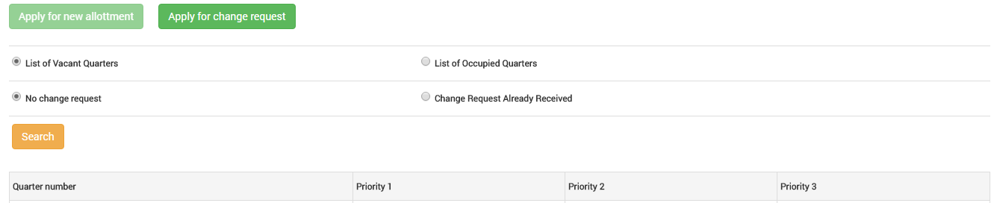 Apply for new allottment Apply for change request
List of Vacant Quarters List of Occupied Quarters
No change request Change Request Already Received
Search
Quarter number Priority 1 Priority 2 Priority 3